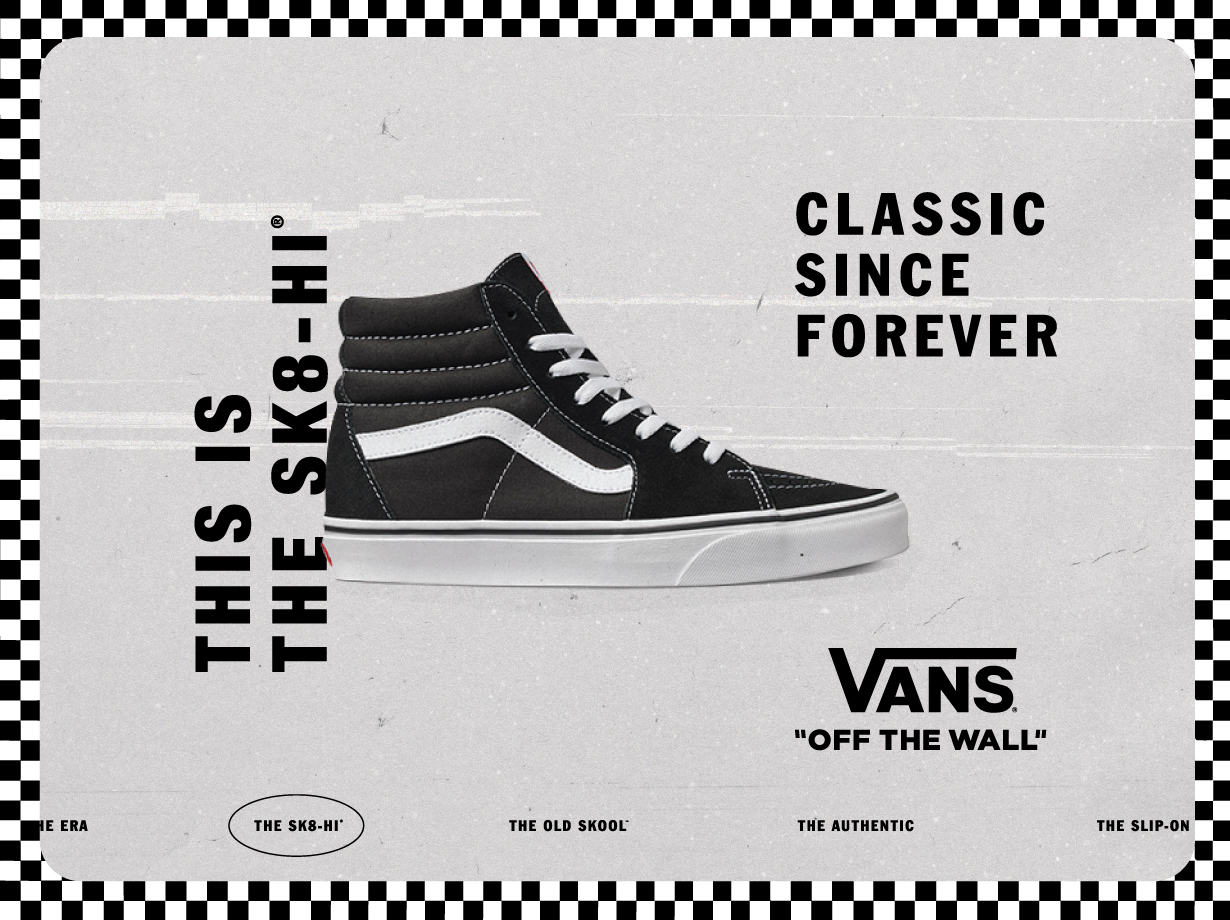 THIS IS
THE SK8-HI®
CLASSIC
SINCE
FOREVER
VANS®
"OFF THE WALL"
HE ERA
THE SK8-HI®
THE OLD SKOOL™
THE AUTHENTIC
THE SLIP-ON